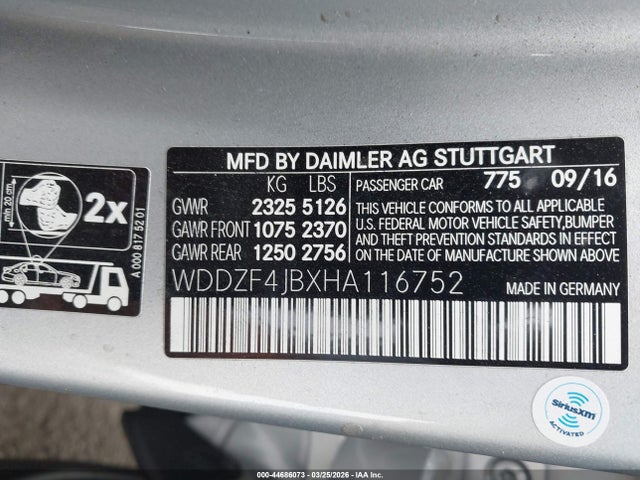 MFD BY DAIMLER AG STUTTGART
KG LBS
GVWR 2325 5126
GAWR FRONT 1075 2370
GAWR REAR 1250 2756
PASSENGER CAR 775 09/16
THIS VEHICLE CONFORMS TO ALL APPLICABLE
U.S. FEDERAL MOTOR VEHICLE SAFETY,BUMPER
AND THEFT PREVENTION STANDARDS IN EFFECT
ON THE DATE OF MANUFACTURE SHOWN ABOVE.
WDDZF4JBXHA116752
MADE IN GERMANY
min 20 cm
2x
A 000 817 52 01
SiriusXM
ACTIVATED
000-44686073 | 03/25/2026 - IAA Inc.